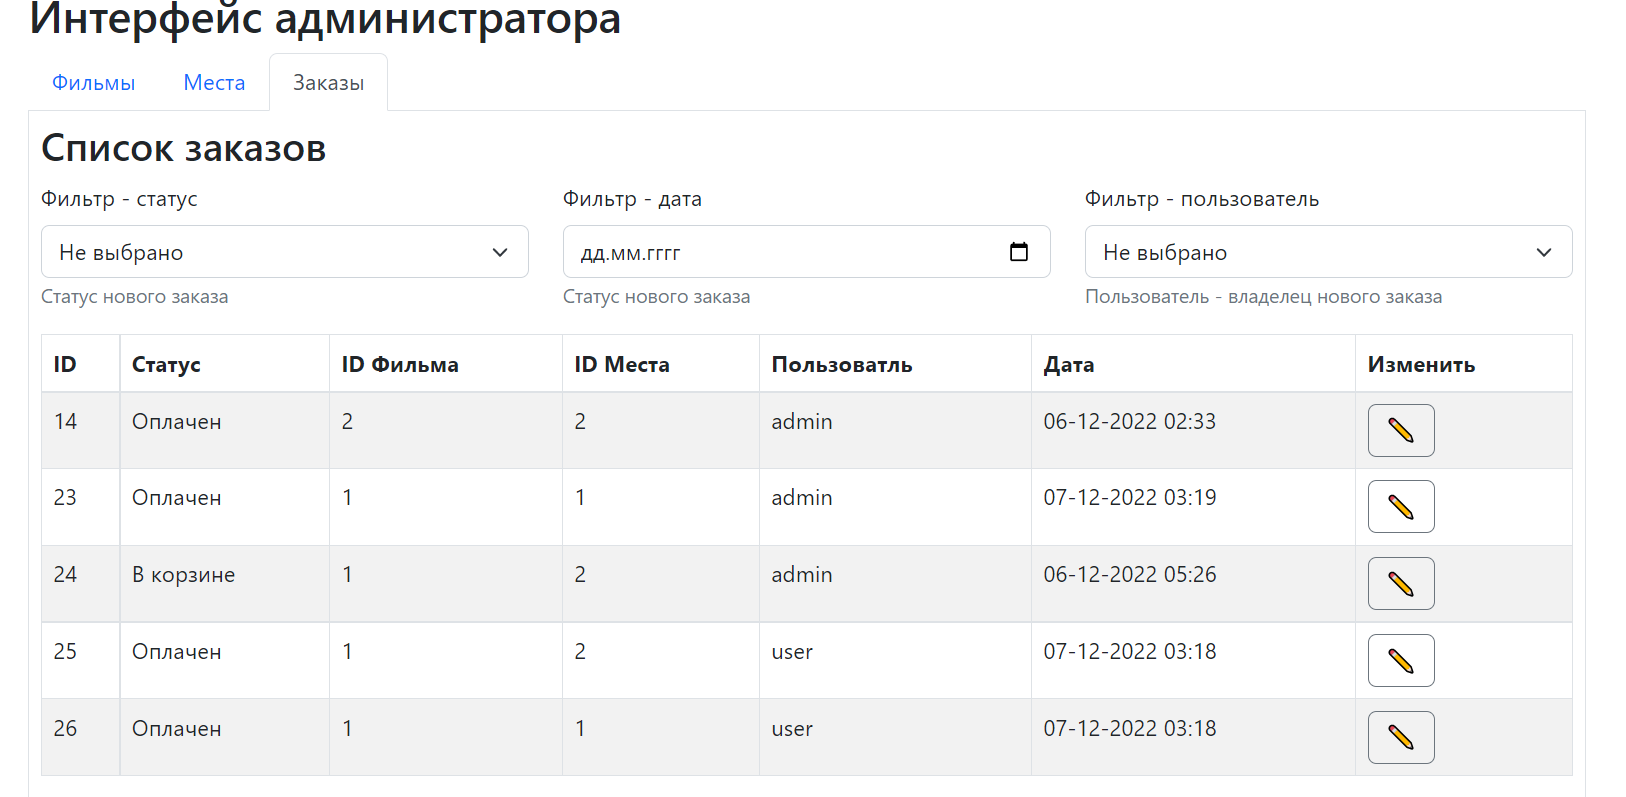 Интерфейс администратора
Фильмы Места Заказы
Список заказов
Фильтр - статус Фильтр - дата Фильтр - пользователь
Не выбрано дд.мм.гггг Не выбрано
Статус нового заказа Статус нового заказа Пользователь - владелец нового заказа
ID Статус ID Фильма ID Места Пользоватль Дата Изменить
14 Оплачен 2 2 admin 06-12-2022 02:33
23 Оплачен 1 1 admin 07-12-2022 03:19
24 В корзине 1 2 admin 06-12-2022 05:26
25 Оплачен 1 2 user 07-12-2022 03:18
26 Оплачен 1 1 user 07-12-2022 03:18